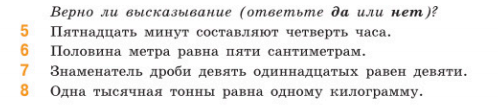 Верно ли высказывание (ответьте да или нет)?
5 Пятнадцать минут составляют четверть часа.
6 Половина метра равна пяти сантиметрам.
7 Знаменатель дроби девять одиннадцатых равен девяти.
8 Одна тысячная тонны равна одному килограмму.